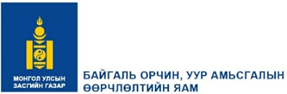 МОНГОЛ УЛСЫН
ЗАСГИЙН ГАЗАР
БАЙГАЛЬ ОРЧИН, УУР АМЬСГАЛЫН
ӨӨРЧЛӨЛТИЙН ЯАМ